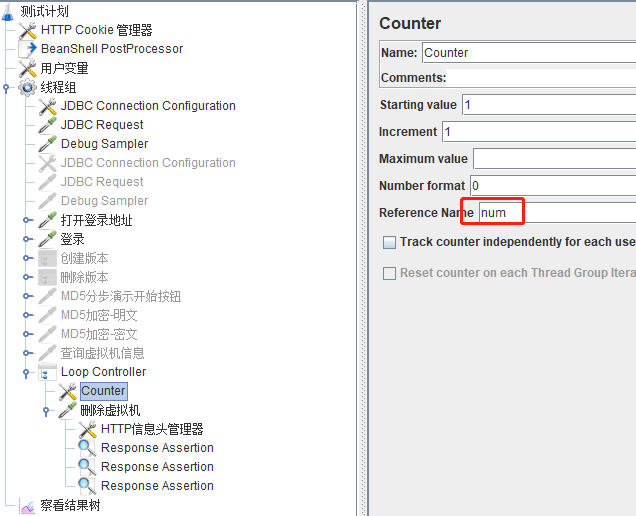 测试计划
HTTP Cookie 管理器
BeanShell PostProcessor
用户变量
线程组
JDBC Connection Configuration
JDBC Request
Debug Sampler
JDBC Connection Configuration
JDBC Request
Debug Sampler
打开登录地址
登录
创建版本
删除版本
MD5分步演示开始按钮
MD5加密-明文
MD5加密-密文
查询虚拟机信息
Loop Controller
Counter
删除虚拟机
HTTP信息头管理器
Response Assertion
Response Assertion
Response Assertion
察看结果树
Counter
Name: Counter
Comments:
Starting value 1
Increment 1
Maximum value
Number format 0
Reference Name num
Track counter independently for each use
Reset counter on each Thread Group Itera